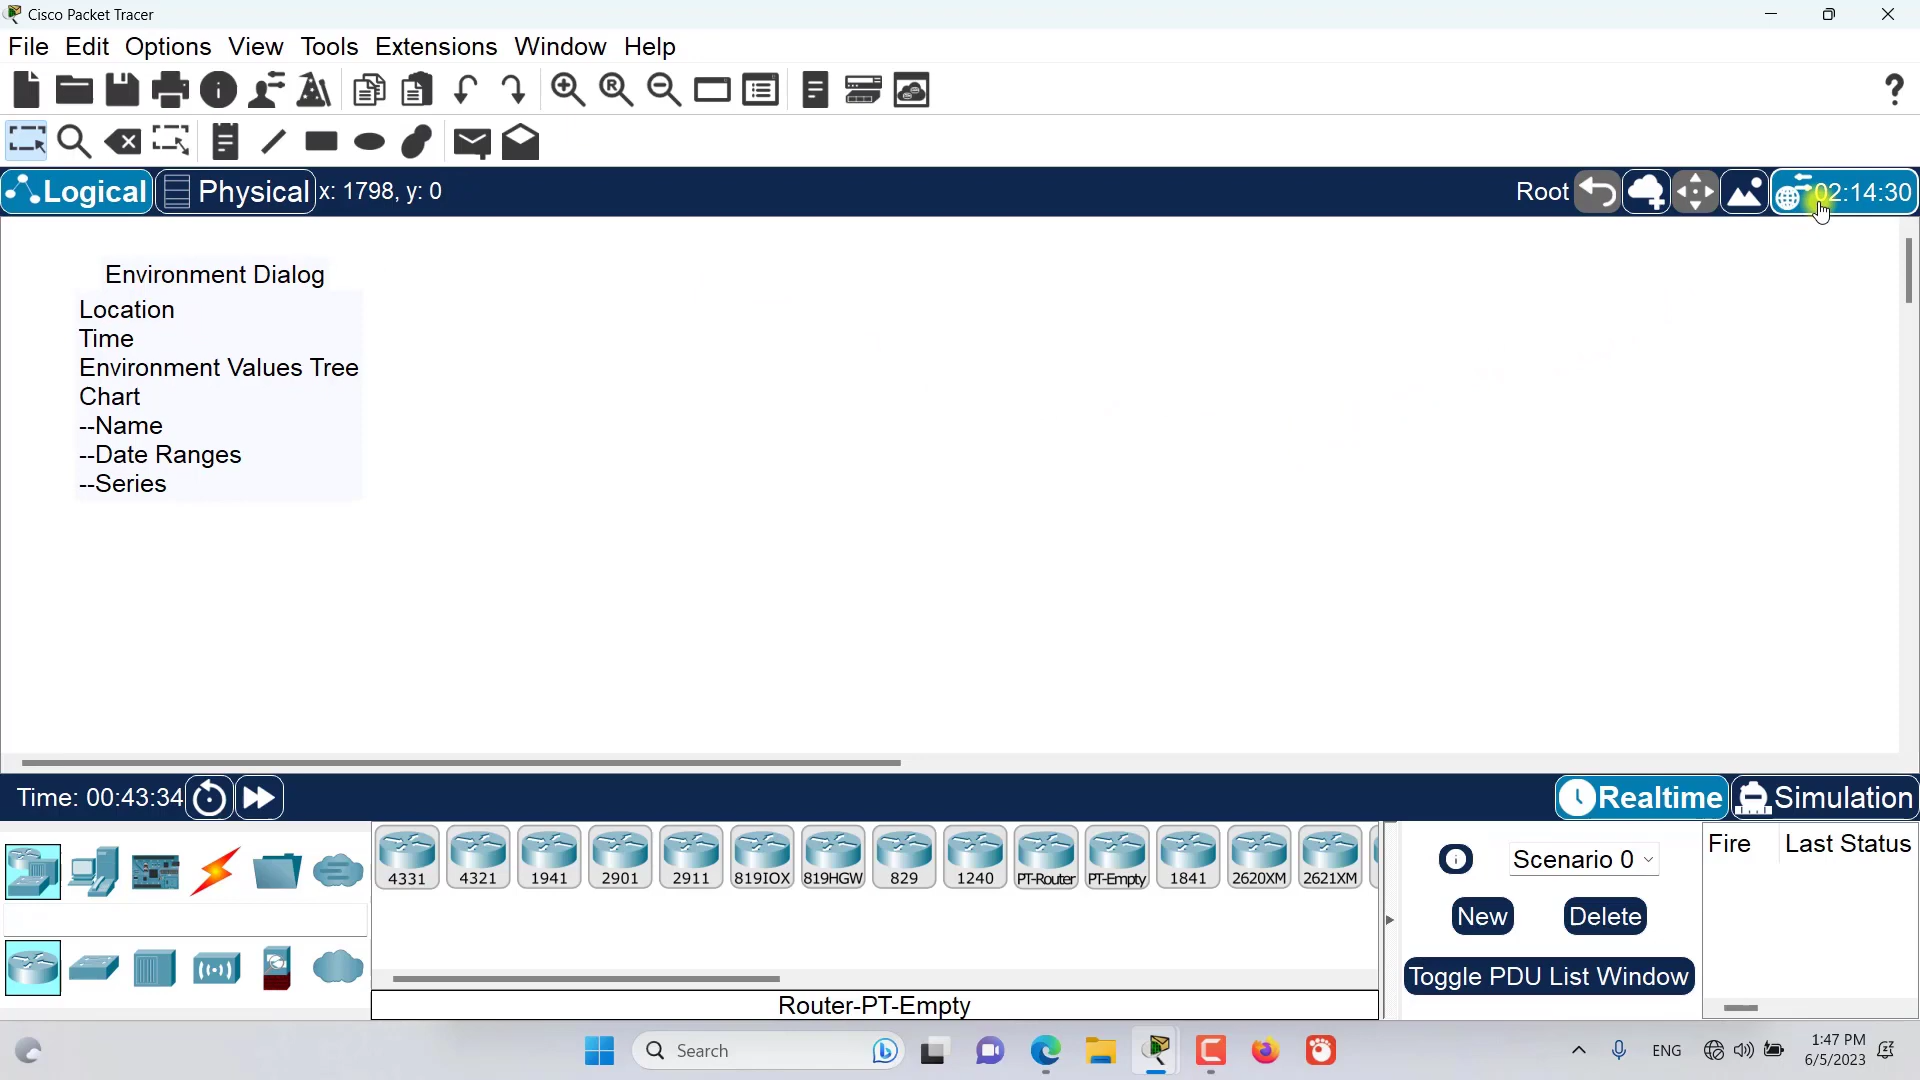 Cisco Packet Tracer
File Edit Options View Tools Extensions Window Help
Logical Physical x: 1798, y: 0 Root 02:14:30
Environment Dialog
Location
Time
Environment Values Tree
Chart
--Name
--Date Ranges
--Series
Time: 00:43:34 Realtime Simulation
4331 4321 1941 2901 2911 819IOX 819HGW 829 1240 PT-Router PT-Empty 1841 2620XM 2621XM
Scenario 0 Fire Last Status
New Delete
Toggle PDU List Window
Router-PT-Empty
Search ENG 1:47 PM
6/5/2023